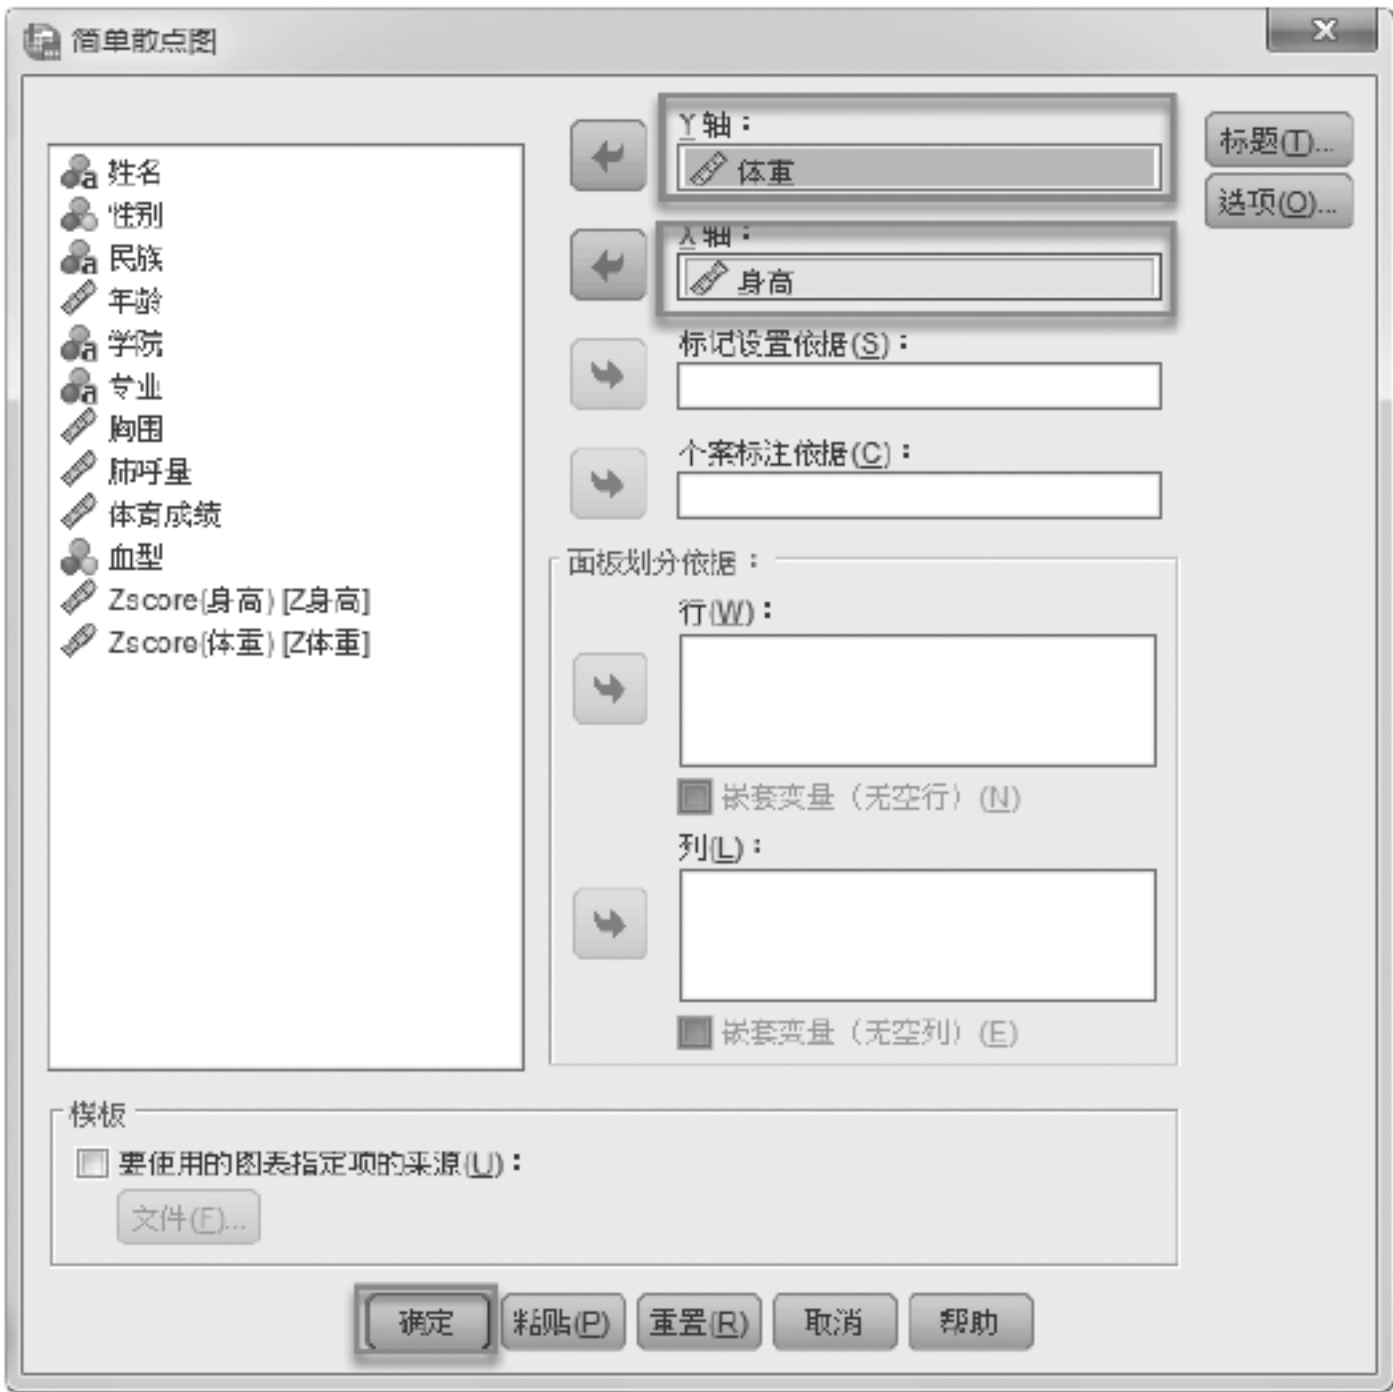 简单散点图
姓名
性别
民族
年龄
学院
专业
胸围
肺呼量
体育成绩
血型
Zscore(身高) [Z身高]
Zscore(体重) [Z体重]
Y 轴：
体重
X 轴：
身高
标记设置依据(S)：
个案标注依据(C)：
面板划分依据：
行(W)：
嵌套变量（无空行）(N)
列(L)：
嵌套变量（无空列）(E)
标题(T)...
选项(O)...
模板
要使用的图表指定项的来源(U)：
文件(F)...
确定
粘贴(P)
重置(R)
取消
帮助